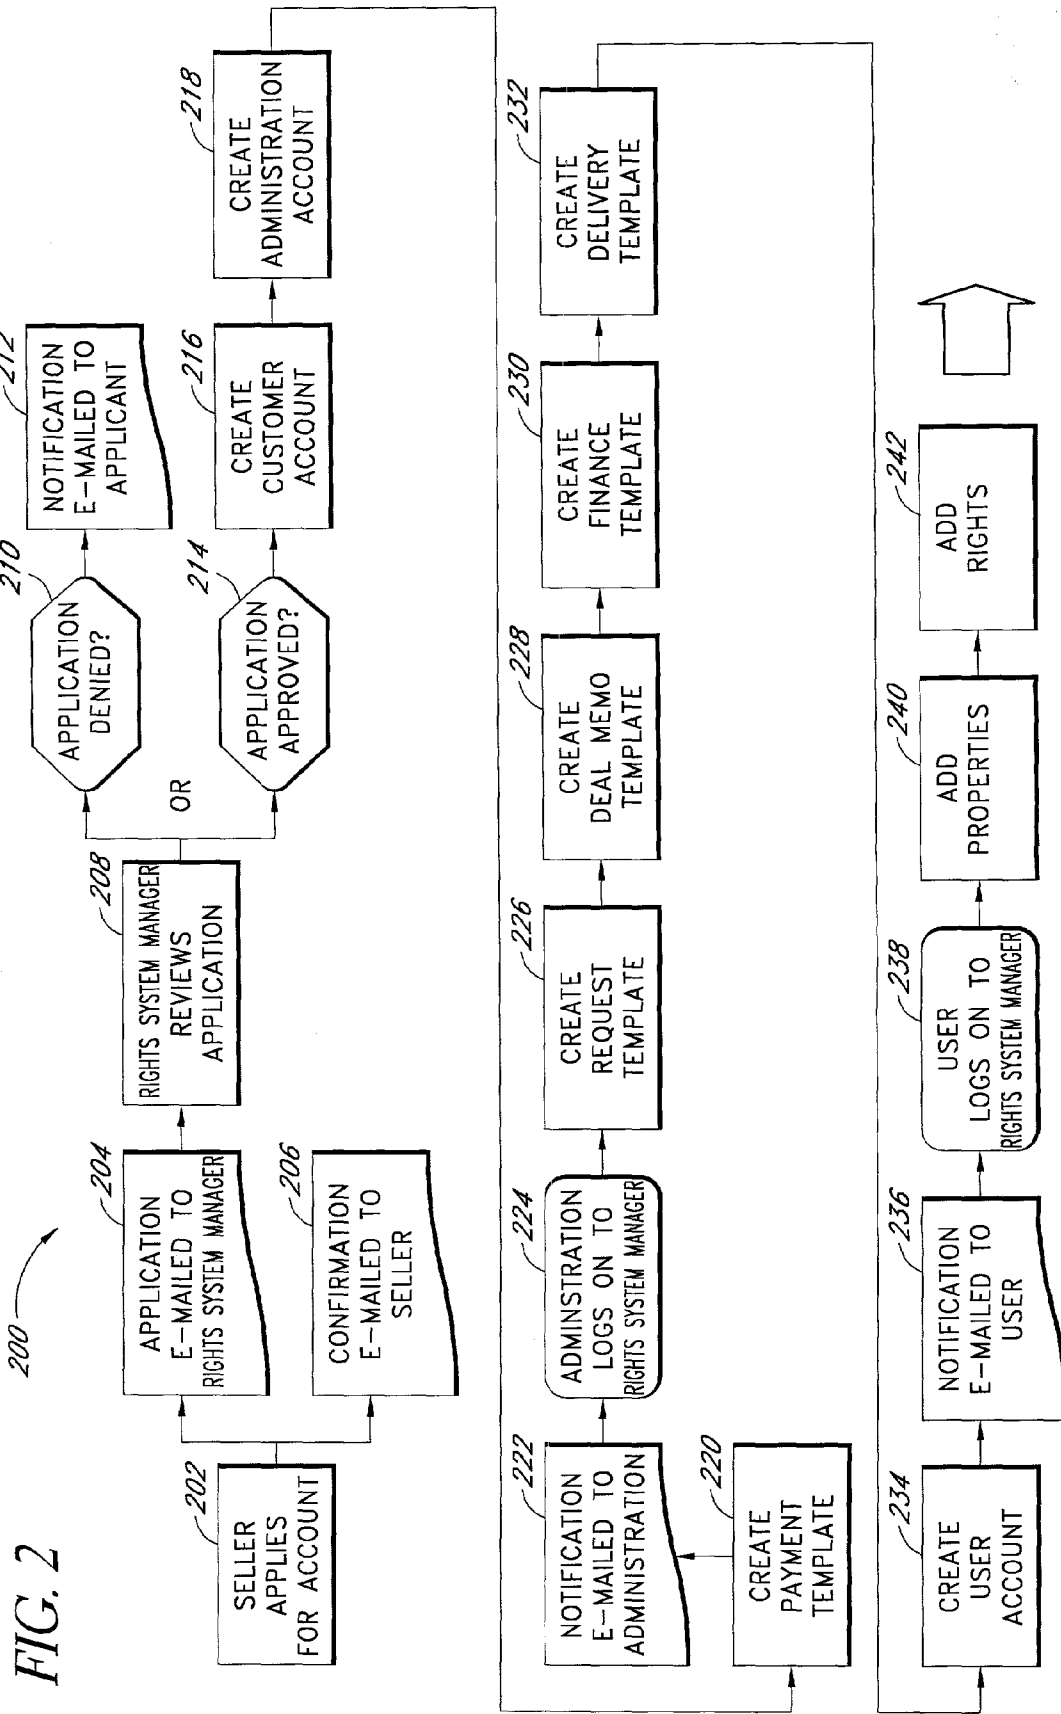 FIG. 2
200
202
SELLER
APPLIES
FOR ACCOUNT
204
APPLICATION
E-MAILED TO
RIGHTS SYSTEM MANAGER
206
CONFIRMATION
E-MAILED TO
SELLER
208
RIGHTS SYSTEM MANAGER
REVIEWS
APPLICATION
OR
210
APPLICATION
DENIED?
212
NOTIFICATION
E-MAILED TO
APPLICANT
214
APPLICATION
APPROVED?
216
CREATE
CUSTOMER
ACCOUNT
218
CREATE
ADMINISTRATION
ACCOUNT
220
CREATE
PAYMENT
TEMPLATE
222
NOTIFICATION
E-MAILED TO
ADMINISTRATION
224
ADMINSTRATION
LOGS ON TO
RIGHTS SYSTEM MANAGER
226
CREATE
REQUEST
TEMPLATE
228
CREATE
DEAL MEMO
TEMPLATE
230
CREATE
FINANCE
TEMPLATE
232
CREATE
DELIVERY
TEMPLATE
234
CREATE
USER
ACCOUNT
236
NOTIFICATION
E-MAILED TO
USER
238
USER
LOGS ON TO
RIGHTS SYSTEM MANAGER
240
ADD
PROPERTIES
242
ADD
RIGHTS